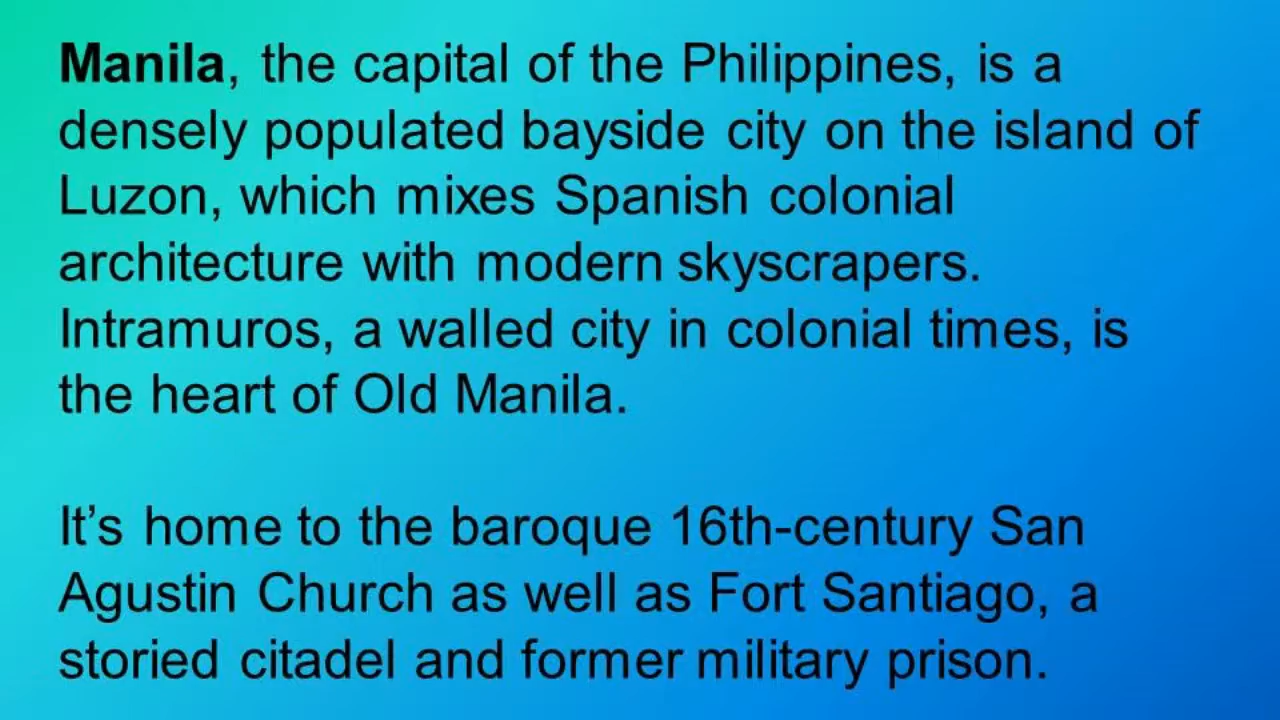 Manila, the capital of the Philippines, is a
densely populated bayside city on the island of
Luzon, which mixes Spanish colonial
architecture with modern skyscrapers.
Intramuros, a walled city in colonial times, is
the heart of Old Manila.
It’s home to the baroque 16th-century San
Agustin Church as well as Fort Santiago, a
storied citadel and former military prison.